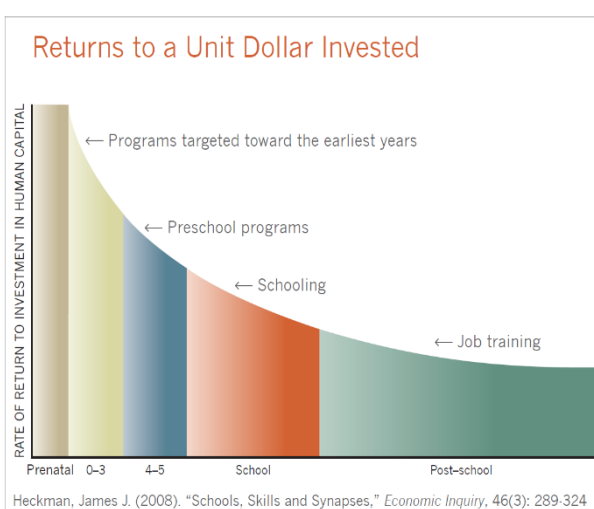 Returns to a Unit Dollar Invested
RATE OF RETURN TO INVESTMENT IN HUMAN CAPITAL
← Programs targeted toward the earliest years
← Preschool programs
← Schooling
← Job training
Prenatal 0–3 4–5 School Post–school
Heckman, James J. (2008). “Schools, Skills and Synapses,” Economic Inquiry, 46(3): 289-324